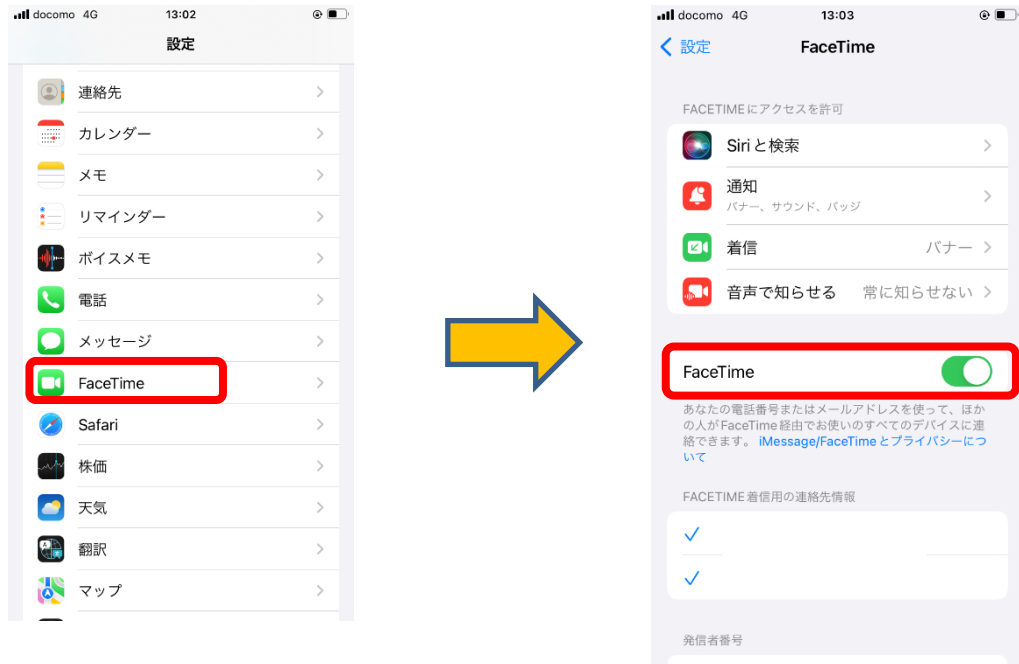 docomo 4G 13:02
設定
連絡先
カレンダー
メモ
リマインダー
ボイスメモ
電話
メッセージ
FaceTime
Safari
株価
天気
翻訳
マップ
docomo 4G 13:03
設定 FaceTime
FACETIMEにアクセスを許可
Siriと検索
通知
バナー、サウンド、バッジ
着信 バナー
音声で知らせる 常に知らせない
FaceTime
あなたの電話番号またはメールアドレスを使って、ほか
の人がFaceTime経由でお使いのすべてのデバイスに連
絡できます。 iMessage/FaceTimeとプライバシーにつ
いて
FACETIME着信用の連絡先情報
発信者番号